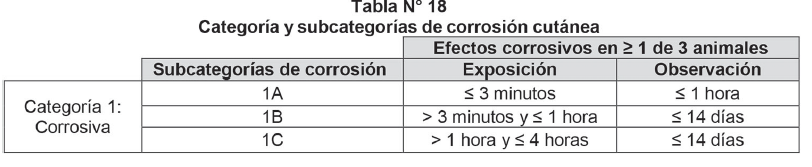 Tabla N° 18
Categoría y subcategorías de corrosión cutánea
Efectos corrosivos en ≥ 1 de 3 animales
Subcategorías de corrosión Exposición Observación
Categoría 1: Corrosiva
1A ≤ 3 minutos ≤ 1 hora
1B > 3 minutos y ≤ 1 hora ≤ 14 días
1C > 1 hora y ≤ 4 horas ≤ 14 días